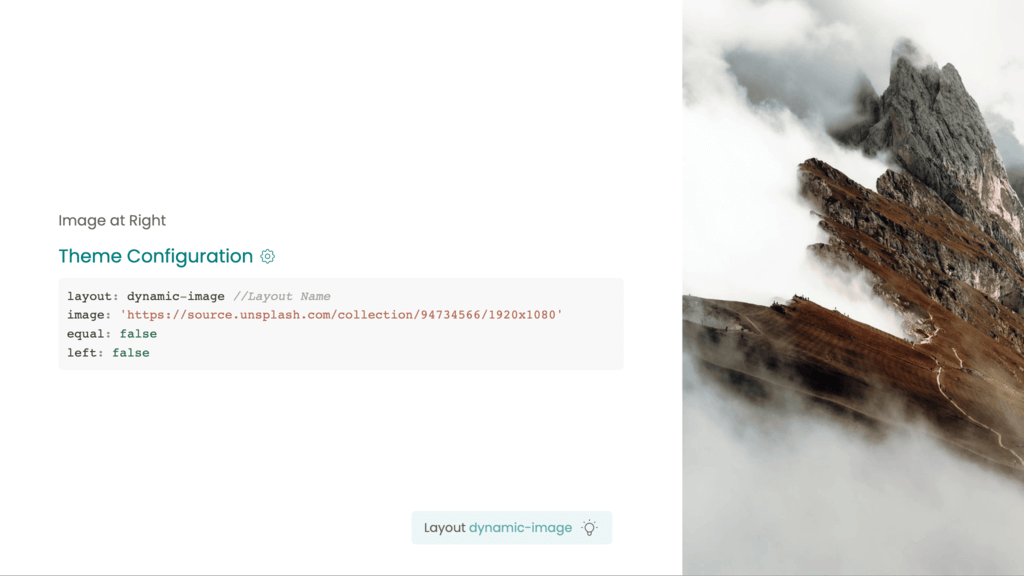 Image at Right
Theme Configuration
layout: dynamic-image //Layout Name
image: 'https://source.unsplash.com/collection/94734566/1920x1080'
equal: false
left: false
Layout dynamic-image